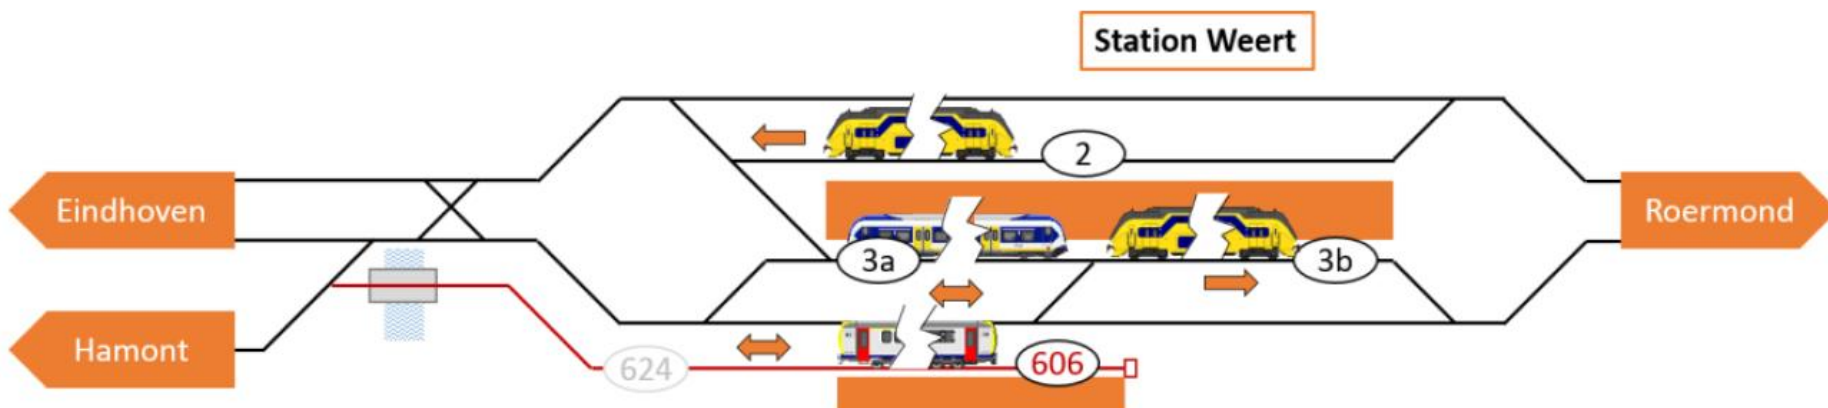 Station Weert
2
Eindhoven
Roermond
3a
3b
Hamont
624
606